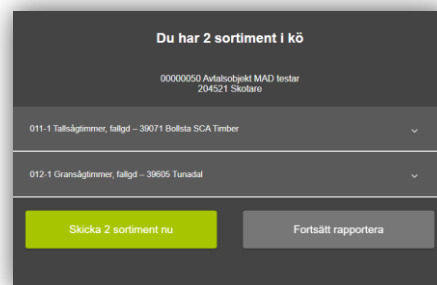 Du har 2 sortiment i kö
00000050 Avtalsobjekt MAD testar
204521 Skotare
011-1 Tallsågtimmer, fallgd – 39071 Bollsta SCA Timber
012-1 Gransågtimmer, fallgd – 39605 Tunadal
Skicka 2 sortiment nu
Fortsätt rapportera